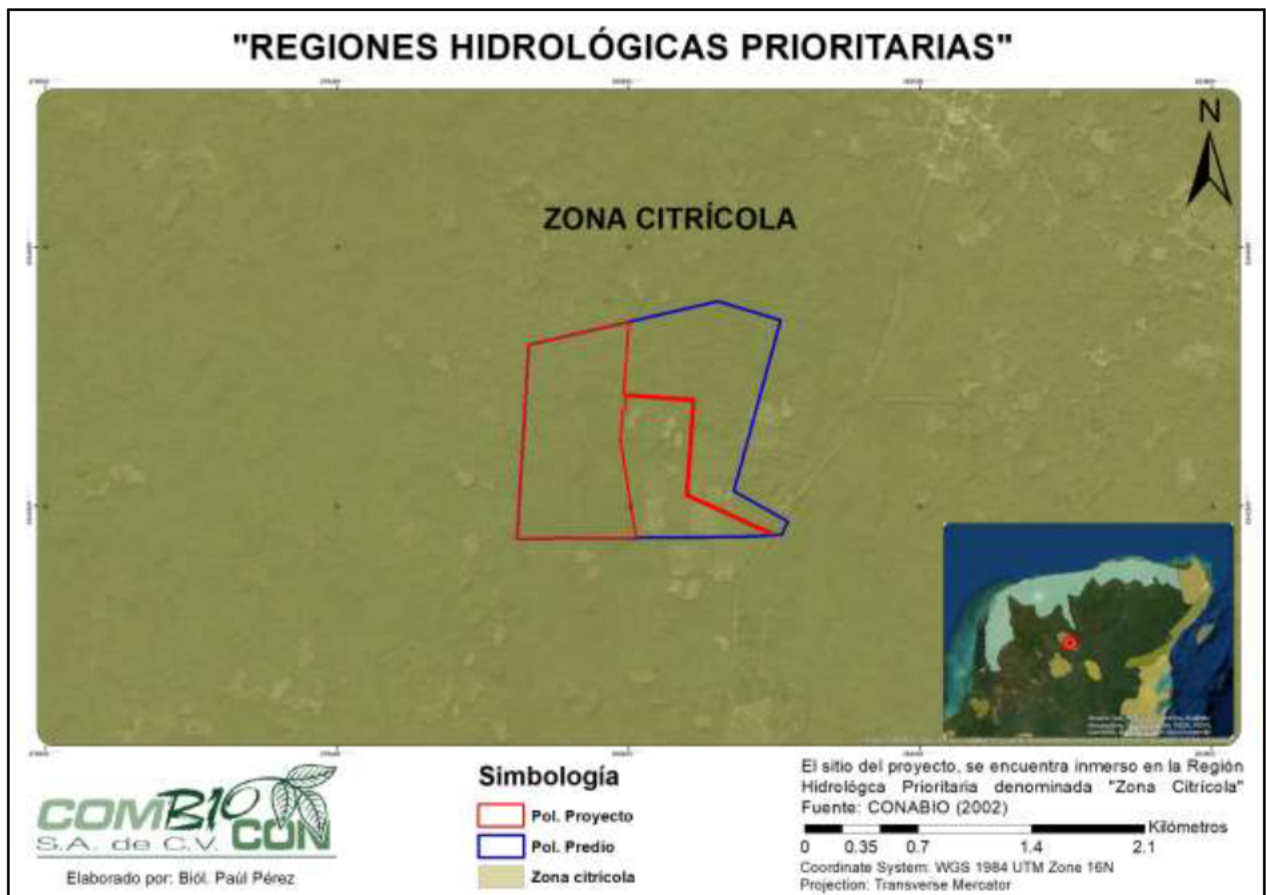 "REGIONES HIDROLÓGICAS PRIORITARIAS"
N
ZONA CITRÍCOLA
COMBIOCON
S.A. de C.V.
Elaborado por: Biól. Paúl Pérez
Simbología
Pol. Proyecto
Pol. Predio
Zona citrícola
El sitio del proyecto, se encuentra inmerso en la Región
Hidrológca Prioritaria denominada "Zona Citrícola"
Fuente: CONABIO (2002)
Kilómetros
0 0.35 0.7 1.4 2.1
Coordinate System: WGS 1984 UTM Zone 16N
Projection: Transverse Mercator